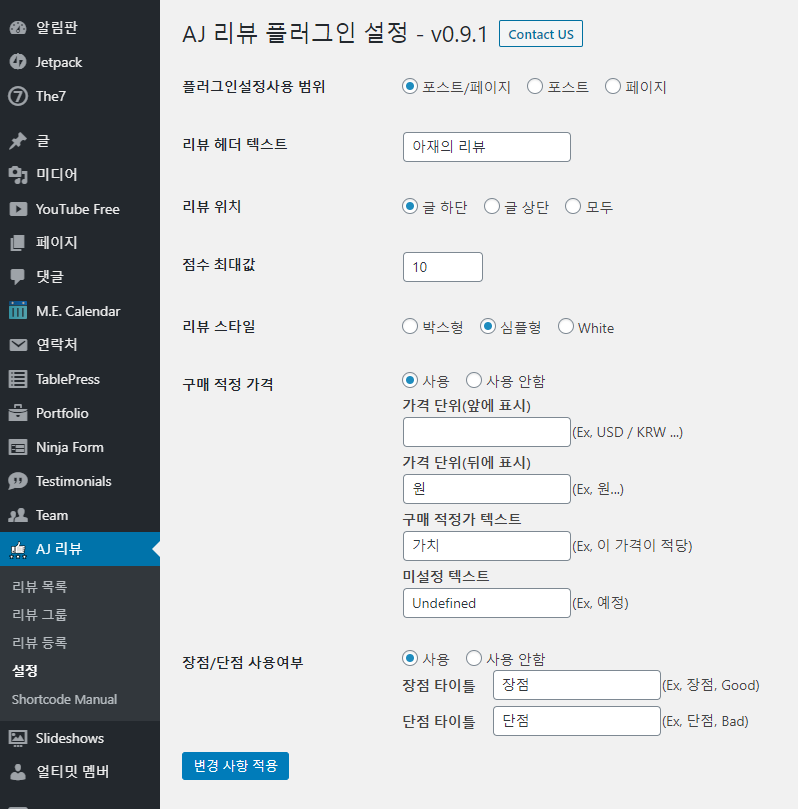 알림판
Jetpack
The7
글
미디어
YouTube Free
페이지
댓글
M.E. Calendar
연락처
TablePress
Portfolio
Ninja Form
Testimonials
Team
AJ 리뷰
리뷰 목록
리뷰 그룹
리뷰 등록
설정
Shortcode Manual
Slideshows
얼티밋 멤버
AJ 리뷰 플러그인 설정 - v0.9.1 Contact US
플러그인설정사용 범위 포스트/페이지 포스트 페이지
리뷰 헤더 텍스트 아재의 리뷰
리뷰 위치 글 하단 글 상단 모두
점수 최대값 10
리뷰 스타일 박스형 심플형 White
구매 적정 가격 사용 사용 안함
가격 단위(앞에 표시)
(Ex, USD / KRW ...)
가격 단위(뒤에 표시)
원 (Ex, 원...)
구매 적정가 텍스트
가치 (Ex, 이 가격이 적당)
미설정 텍스트
Undefined (Ex, 예정)
장점/단점 사용여부 사용 사용 안함
장점 타이틀 장점 (Ex, 장점, Good)
단점 타이틀 단점 (Ex, 단점, Bad)
변경 사항 적용